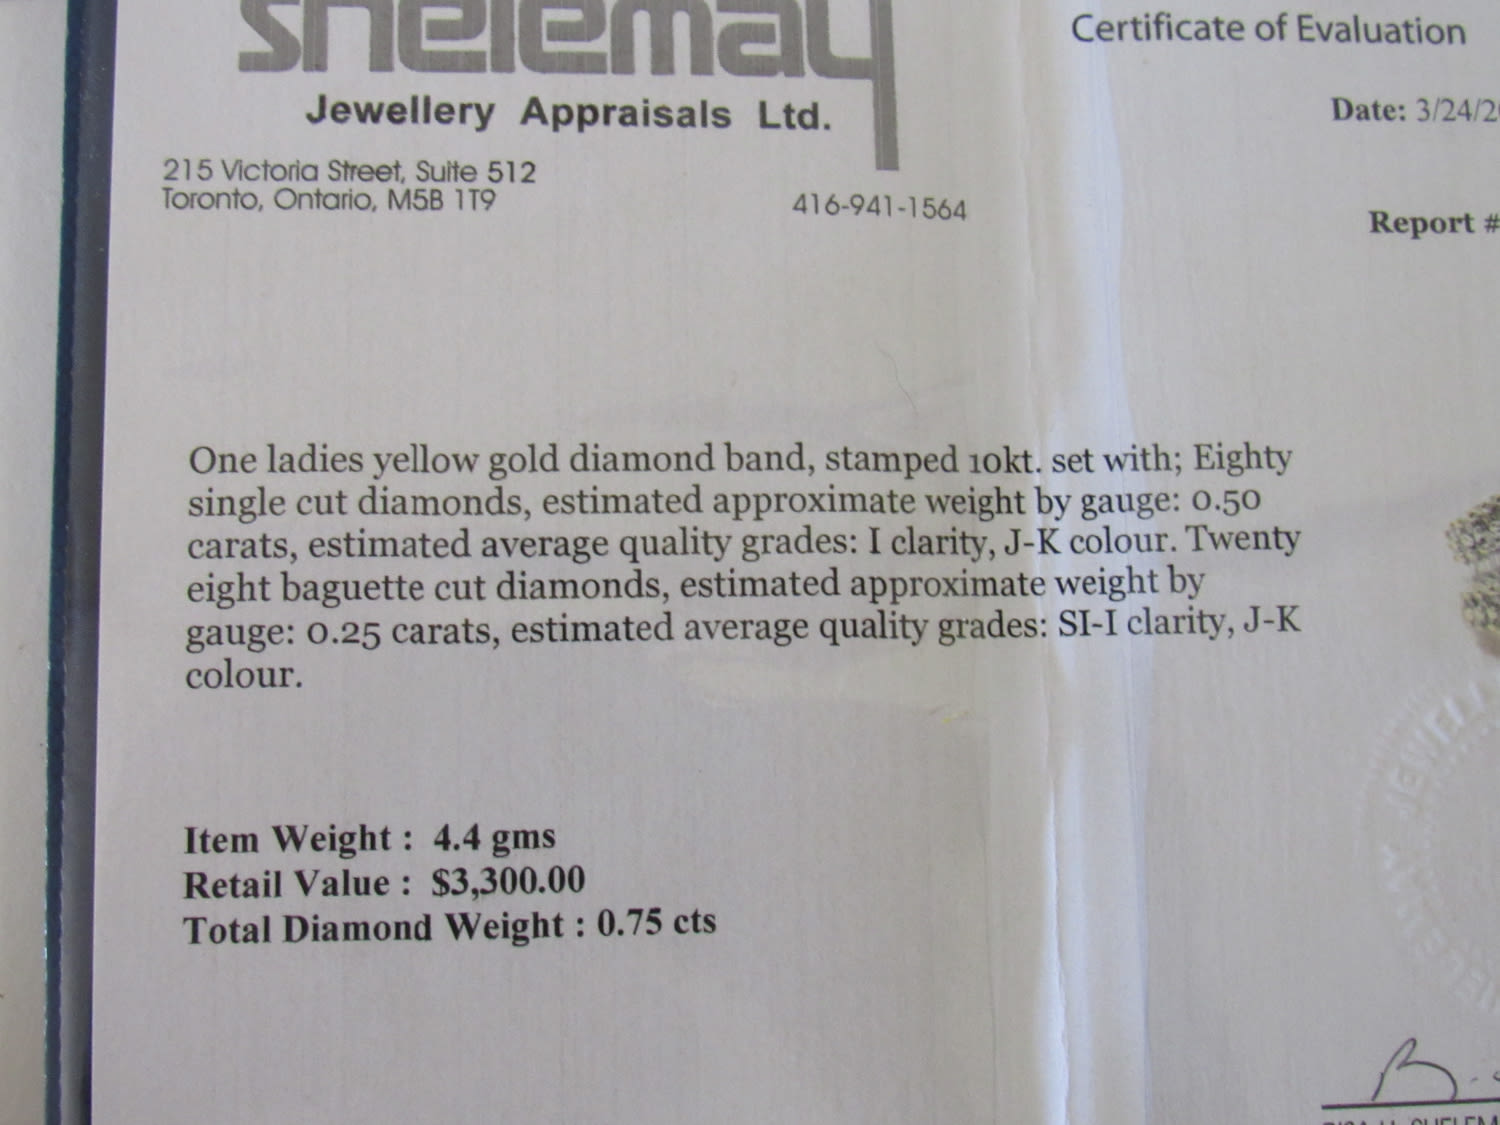 shelemay
Certificate of Evaluation
Jewellery Appraisals Ltd.
Date: 3/24/2
215 Victoria Street, Suite 512
Toronto, Ontario, M5B 1T9
416-941-1564
Report #
One ladies yellow gold diamond band, stamped 10kt. set with; Eighty
single cut diamonds, estimated approximate weight by gauge: 0.50
carats, estimated average quality grades: I clarity, J-K colour. Twenty
eight baguette cut diamonds, estimated approximate weight by
gauge: 0.25 carats, estimated average quality grades: SI-I clarity, J-K
colour.
Item Weight : 4.4 gms
Retail Value : $3,300.00
Total Diamond Weight : 0.75 cts